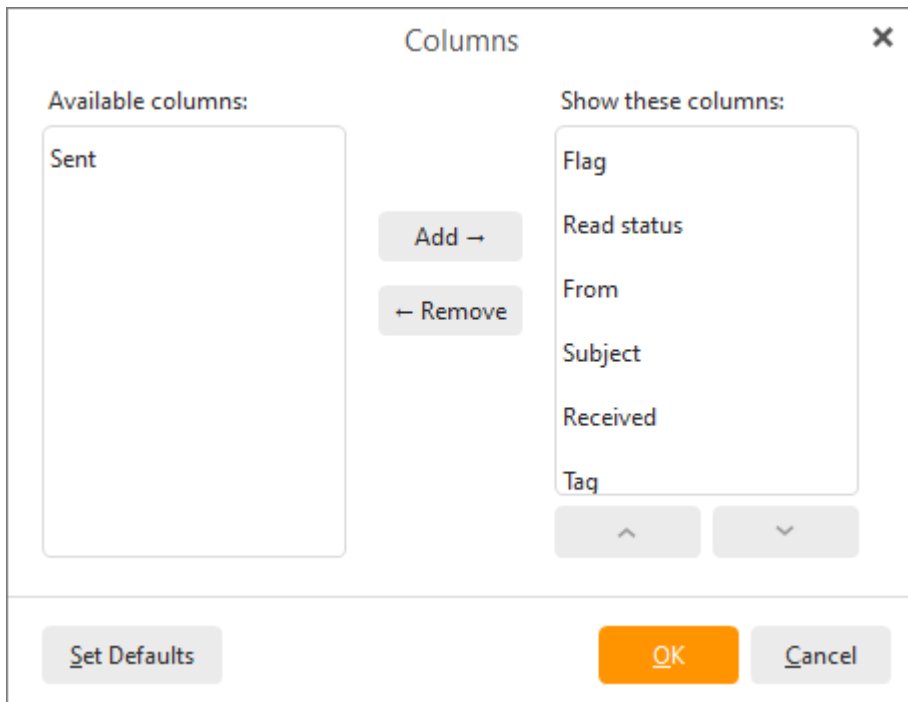 Columns
Available columns:
Show these columns:
Sent
Flag
Read status
From
Subject
Received
Tag
Add →
← Remove
Set Defaults
OK
Cancel